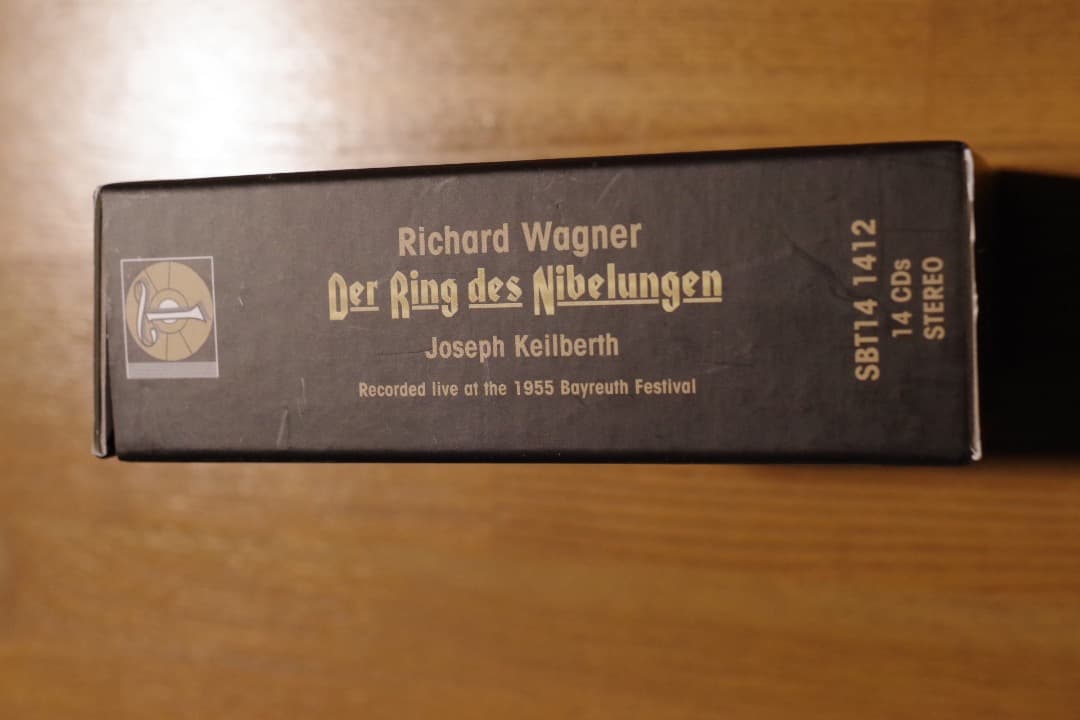 Richard Wagner
Der Ring des Nibelungen
Joseph Keilberth
Recorded live at the 1955 Bayreuth Festival
SBT14 1412
14 CDs
STEREO